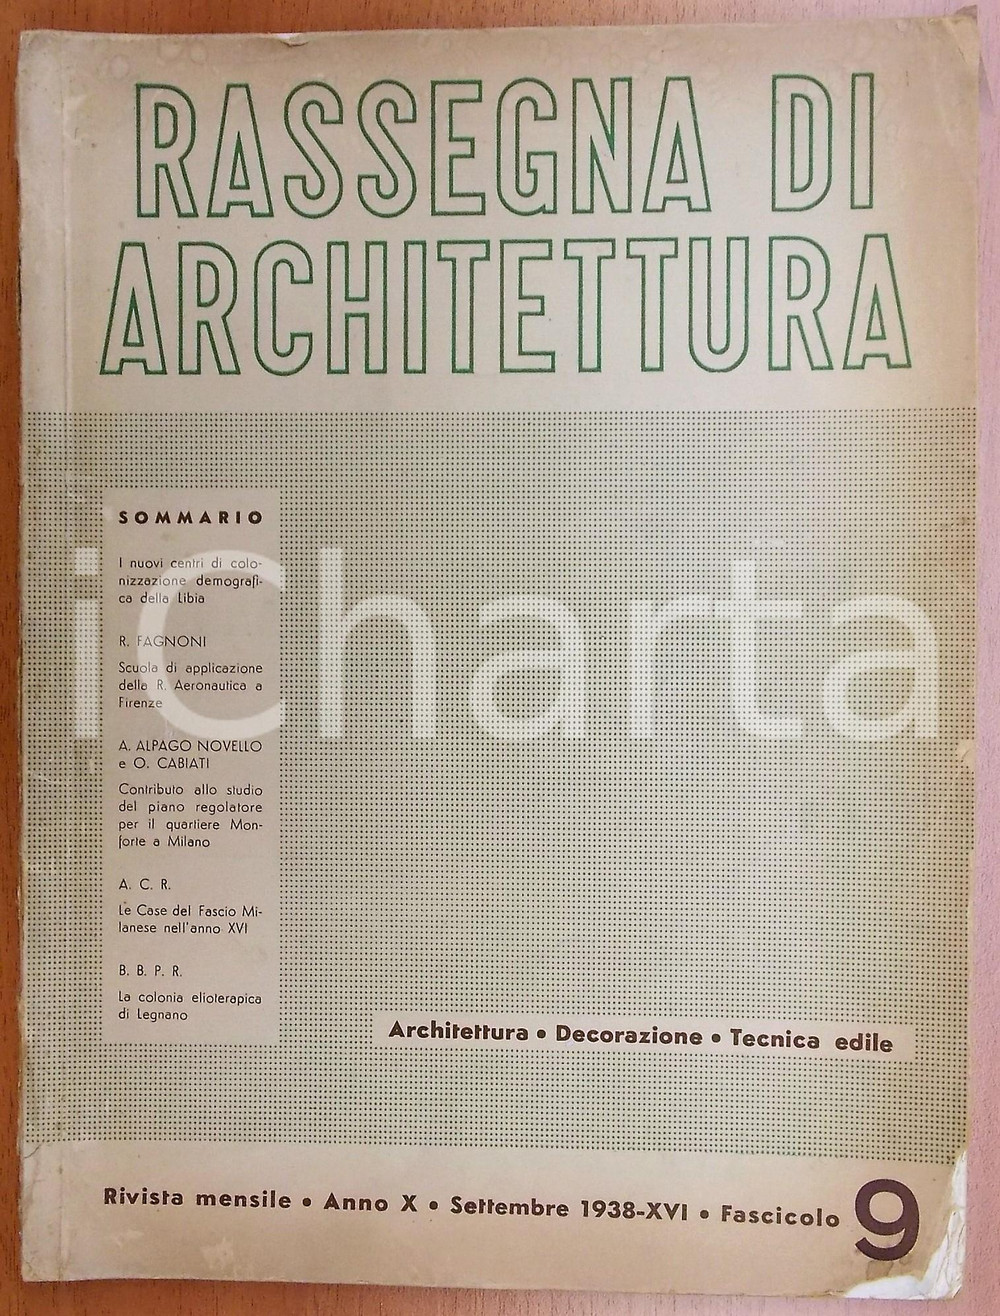 RASSEGNA DI
ARCHITETTURA
SOMMARIO
I nuovi centri di colo-
nizzazione demografi-
ca della Libia
R. FAGNONI
Scuola di applicazione
della R. Aeronautica a
Firenze
A. ALPAGO NOVELLO
e O. CABIATI
Contributo allo studio
del piano regolatore
per il quartiere Mon-
forte a Milano
A. C. R.
Le Case del Fascio Mi-
lanese nell'anno XVI
B. B. P. R.
La colonia elioterapica
di Legnano
Architettura • Decorazione • Tecnica edile
Rivista mensile • Anno X • Settembre 1938-XVI • Fascicolo 9
iCharta